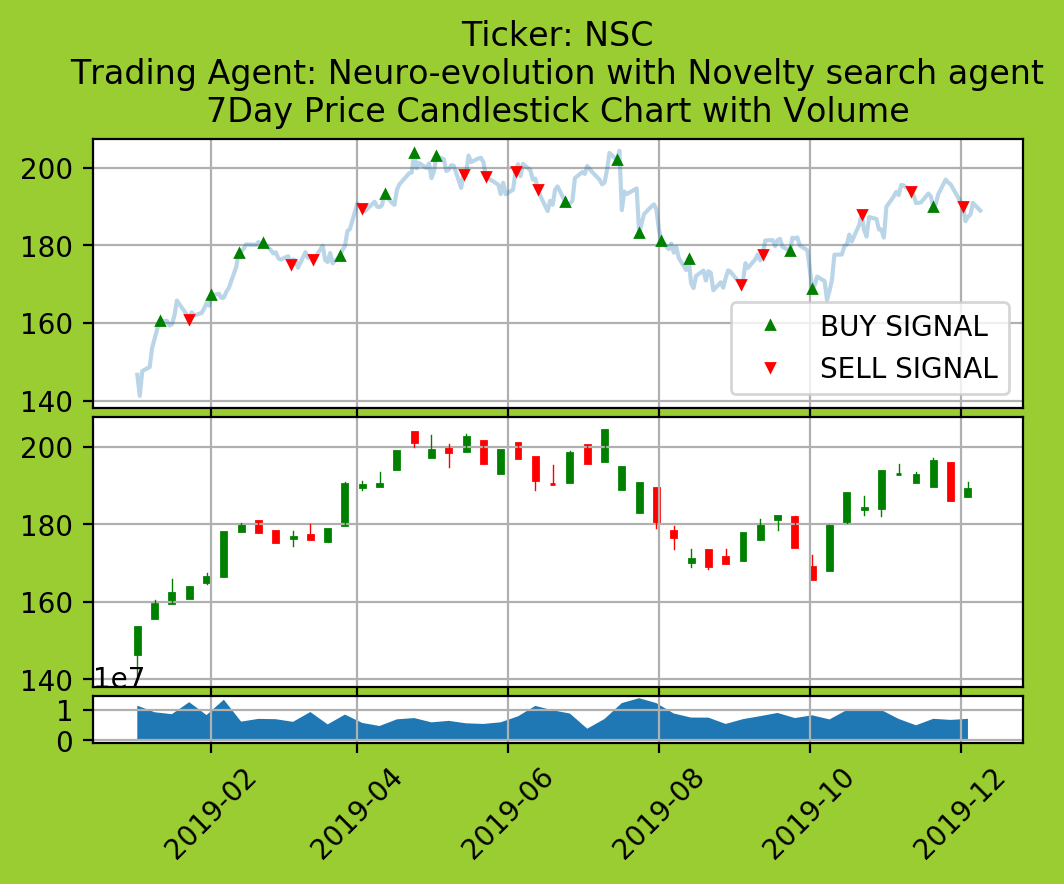 Ticker: NSC
Trading Agent: Neuro-evolution with Novelty search agent
7Day Price Candlestick Chart with Volume
200
180
160
140
BUY SIGNAL
SELL SIGNAL
200
180
160
140
1e7
1
0
2019-02
2019-04
2019-06
2019-08
2019-10
2019-12